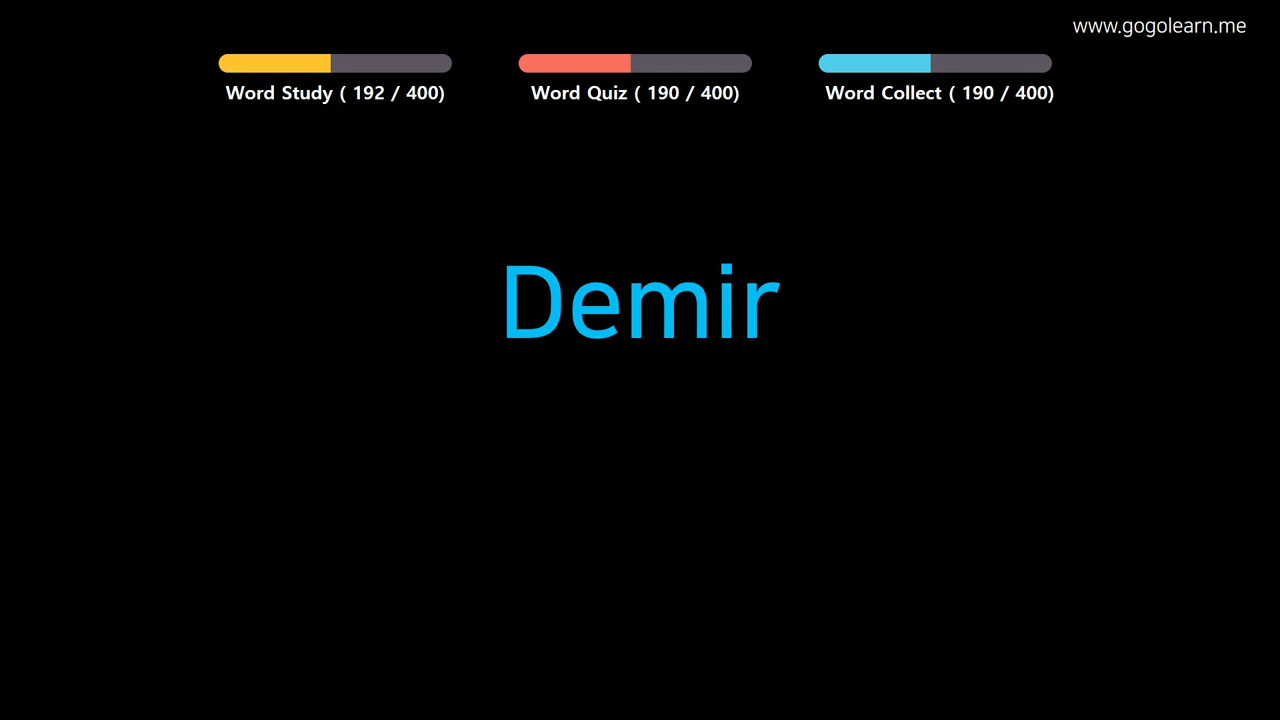 www.gogolearn.me
Word Study ( 192 / 400)
Word Quiz ( 190 / 400)
Word Collect ( 190 / 400)
Demir